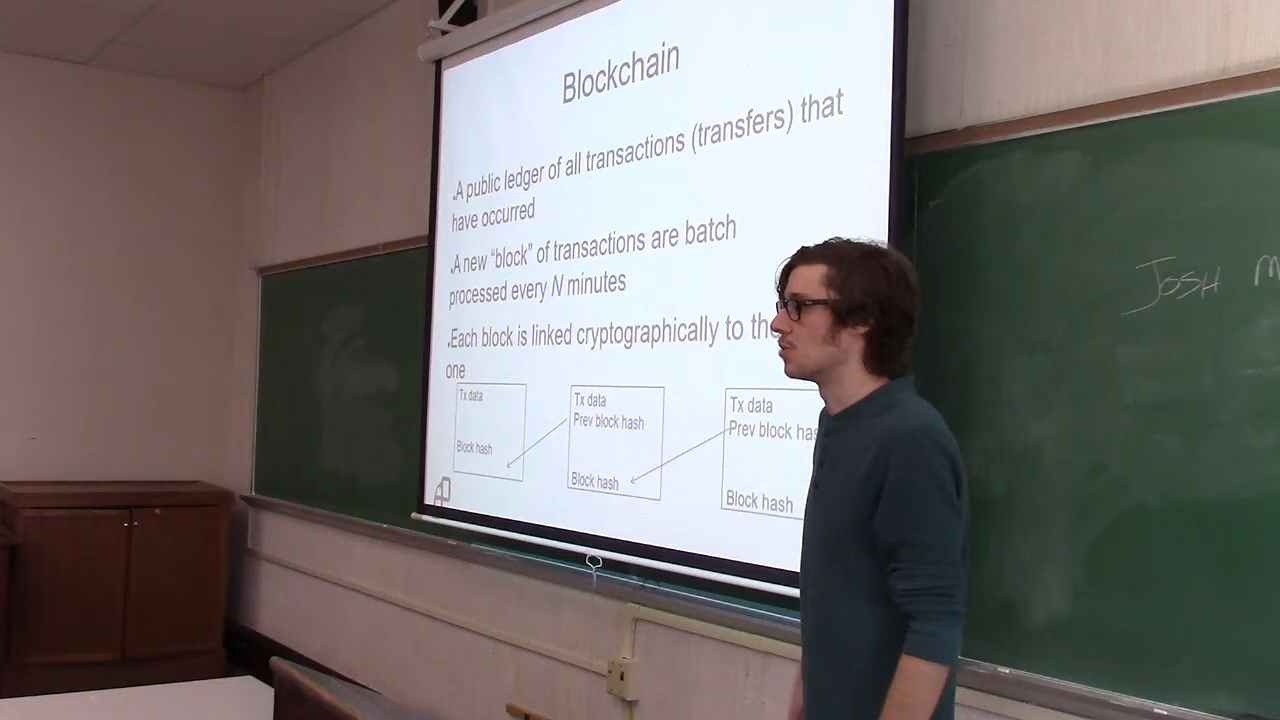 Blockchain
.A public ledger of all transactions (transfers) that
have occurred
.A new “block” of transactions are batch
processed every N minutes
.Each block is linked cryptographically to the
one
Tx data
Block hash
Tx data
Prev block hash
Block hash
Tx data
Prev block has
Block hash
JOSH M